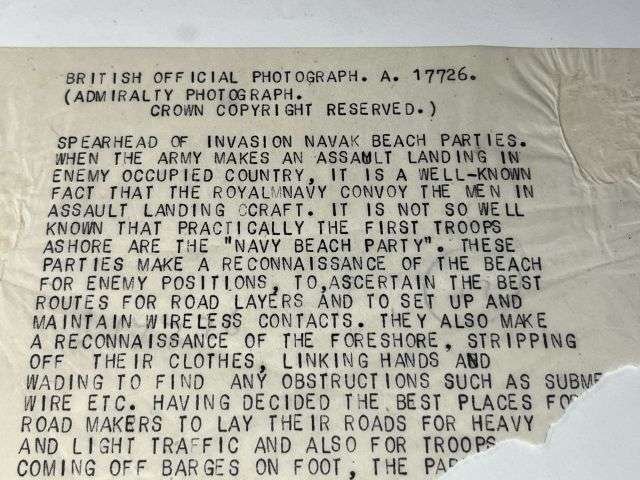 BRITISH OFFICIAL PHOTOGRAPH. A. 17726.
(ADMIRALTY PHOTOGRAPH.
CROWN COPYRIGHT RESERVED.)
SPEARHEAD OF INVASION NAVAK BEACH PARTIES.
WHEN THE ARMY MAKES AN ASSAULT LANDING IN
ENEMY OCCUPIED COUNTRY, IT IS A WELL-KNOWN
FACT THAT THE ROYALMNAVY CONVOY THE MEN IN
ASSAULT LANDING CCRAFT. IT IS NOT SO WELL
KNOWN THAT PRACTICALLY THE FIRST TROOPS
ASHORE ARE THE "NAVY BEACH PARTY". THESE
PARTIES MAKE A RECONNAISSANCE OF THE BEACH
FOR ENEMY POSITIONS, TO,ASCERTAIN THE BEST
ROUTES FOR ROAD LAYERS AND TO SET UP AND
MAINTAIN WIRELESS CONTACTS. THEY ALSO MAKE
A RECONNAISSANCE OF THE FORESHORE, STRIPPING
OFF THEIR CLOTHES, LINKING HANDS AND
WADING TO FIND ANY OBSTRUCTIONS SUCH AS SUBME
WIRE ETC. HAVING DECIDED THE BEST PLACES FOR
ROAD MAKERS TO LAY THEIR ROADS FOR HEAVY
AND LIGHT TRAFFIC AND ALSO FOR TROOPS
COMING OFF BARGES ON FOOT, THE PAR